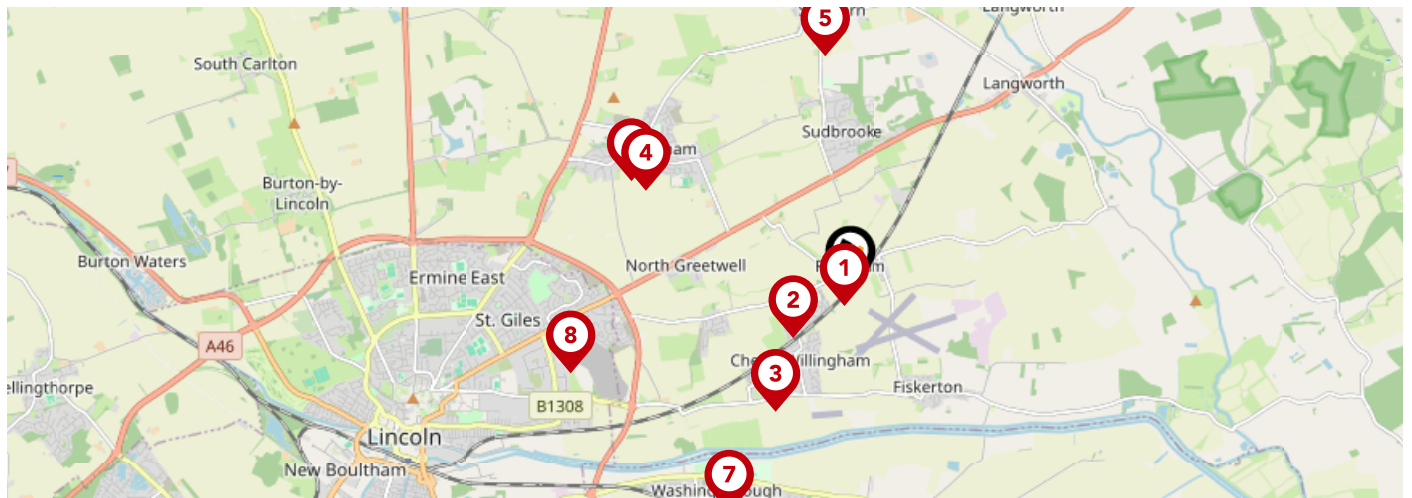 5
Langworth
South Carlton
Langworth
Sudbrooke
4
Burton-by-
Lincoln
Burton Waters
North Greetwell
Ermine East
1
2
St. Giles
8
A46
3
Fiskerton
B1308
Lincoln
New Boultham
7